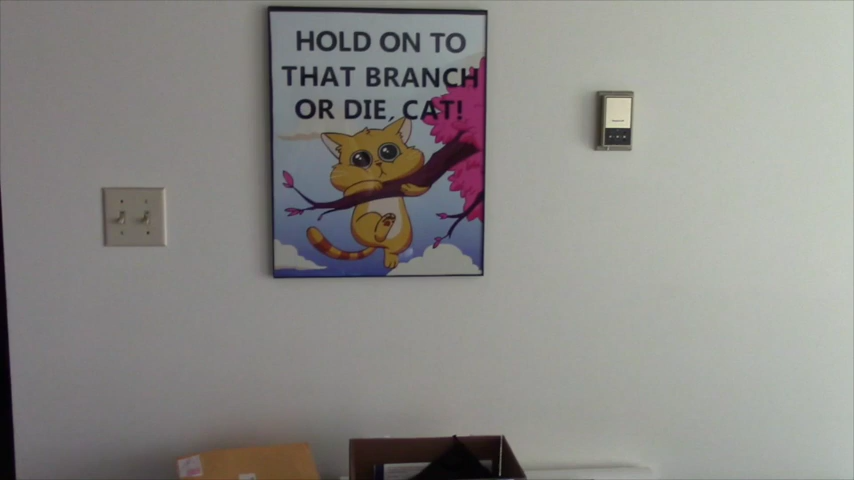 HOLD ON TO
THAT BRANCH
OR DIE, CAT!